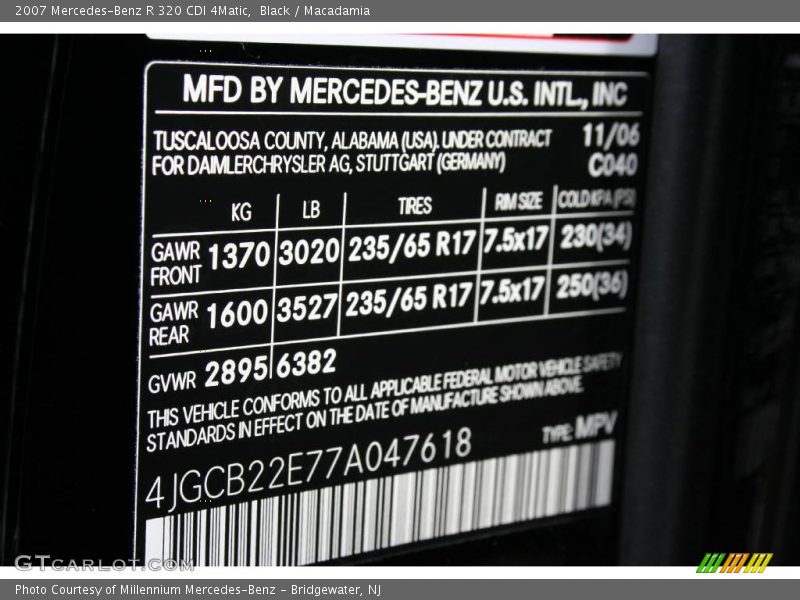 2007 Mercedes-Benz R 320 CDI 4Matic, Black / Macadamia
MFD BY MERCEDES-BENZ U.S. INTL., INC
TUSCALOOSA COUNTY, ALABAMA (USA). UNDER CONTRACT 11/06
FOR DAIMLERCHRYSLER AG, STUTTGART (GERMANY) C040
KG LB TIRES RIM SIZE COLD KPA (PSI)
GAWR FRONT 1370 3020 235/65 R17 7.5x17 230(34)
GAWR REAR 1600 3527 235/65 R17 7.5x17 250(36)
GVWR 2895 6382
THIS VEHICLE CONFORMS TO ALL APPLICABLE FEDERAL MOTOR VEHICLE SAFETY
STANDARDS IN EFFECT ON THE DATE OF MANUFACTURE SHOWN ABOVE.
4JGCB22E77A047618 TYPE: MPV
GTcarlot.com
Photo Courtesy of Millennium Mercedes-Benz - Bridgewater, NJ